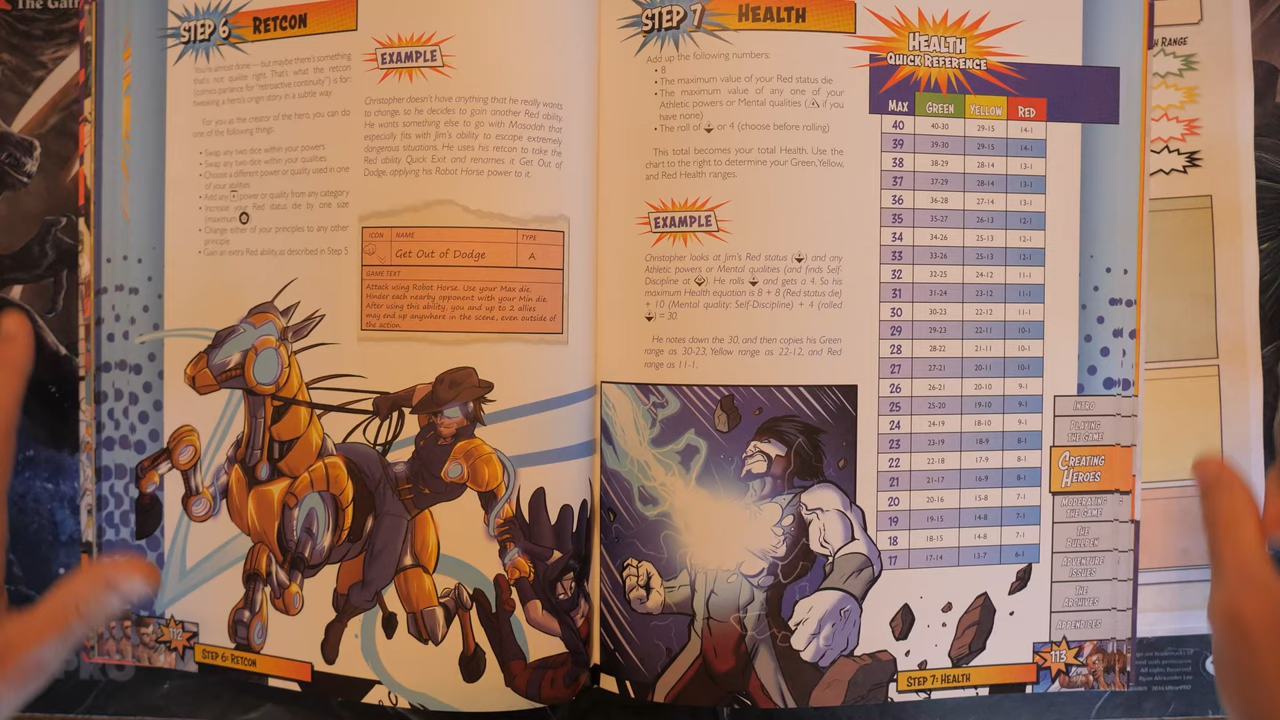 The Gath
STEP 6 RETCON
You're almost done — but maybe there's something
that's not quite right. That's what the retcon
(comics parlance for "retroactive continuity") is for:
tweaking a hero's origin story in a subtle way.
For you as the creator of the hero, you can do
one of the following things:
• Swap any two dice within your powers
• Swap any two dice within your qualities
• Choose a different power or quality used in one
of your abilities
• Add any power or quality from any category
• Increase your Red status die by one size
(maximum
• Change either of your principles to any other
principle
• Gain an extra Red ability, as described in Step 5
EXAMPLE
Christopher doesn't have anything that he really wants
to change, so he decides to gain another Red ability.
He wants something else to go with Masadah that
especially fits with Jim's ability to escape extremely
dangerous situations. He uses his retcon to take the
Red ability Quick Exit and renames it Get Out of
Dodge, applying his Robot Horse power to it.
ICON NAME TYPE
Get Out of Dodge A
GAME TEXT
Attack using Robot Horse. Use your Max die.
Hinder each nearby opponent with your Min die.
After using this ability, you and up to 2 allies
may end up anywhere in the scene, even outside of
the action.
112
STEP 6: RETCON
PRO
STEP 7 HEALTH
Add up the following numbers:
• 8
• The maximum value of your Red status die
• The maximum value of any one of your
Athletic powers or Mental qualities (4 if you
have none)
• The roll of or 4 (choose before rolling)
This total becomes your total Health. Use the
chart to the right to determine your Green, Yellow,
and Red Health ranges.
EXAMPLE
Christopher looks at Jim's Red status ( ) and any
Athletic powers or Mental qualities (and finds Self-
Discipline at ). He rolls and gets a 4. So his
maximum Health equation is 8 + 8 (Red status die)
+ 10 (Mental quality: Self-Discipline) + 4 (rolled
) = 30.
He notes down the 30, and then copies his Green
range as 30-23, Yellow range as 22-12, and Red
range as 11-1.
HEALTH
QUICK REFERENCE
MAX GREEN YELLOW RED
40 40-30 29-15 14-1
39 39-30 29-15 14-1
38 38-29 28-14 13-1
37 37-29 28-14 13-1
36 36-28 27-14 13-1
35 35-27 26-13 12-1
34 34-26 25-13 12-1
33 33-26 25-13 12-1
32 32-25 24-12 11-1
31 31-24 23-12 11-1
30 30-23 22-12 11-1
29 29-23 22-11 10-1
28 28-22 21-11 10-1
27 27-21 20-11 10-1
26 26-21 20-10 9-1
25 25-20 19-10 9-1
24 24-19 18-10 9-1
23 23-19 18-9 8-1
22 22-18 17-9 8-1
21 21-17 16-9 8-1
20 20-16 15-8 7-1
19 19-15 14-8 7-1
18 18-15 14-8 7-1
17 17-14 13-7 6-1
INTRO
PLAYING
THE GAME
CREATING
HEROES
MODERATING
THE GAME
THE
BULLPEN
ADVENTURE
ISSUES
THE
ARCHIVES
APPENDICES
STEP 7: HEALTH
113
H RANGE
All Rights Reserved
Ryan Alexander Lee